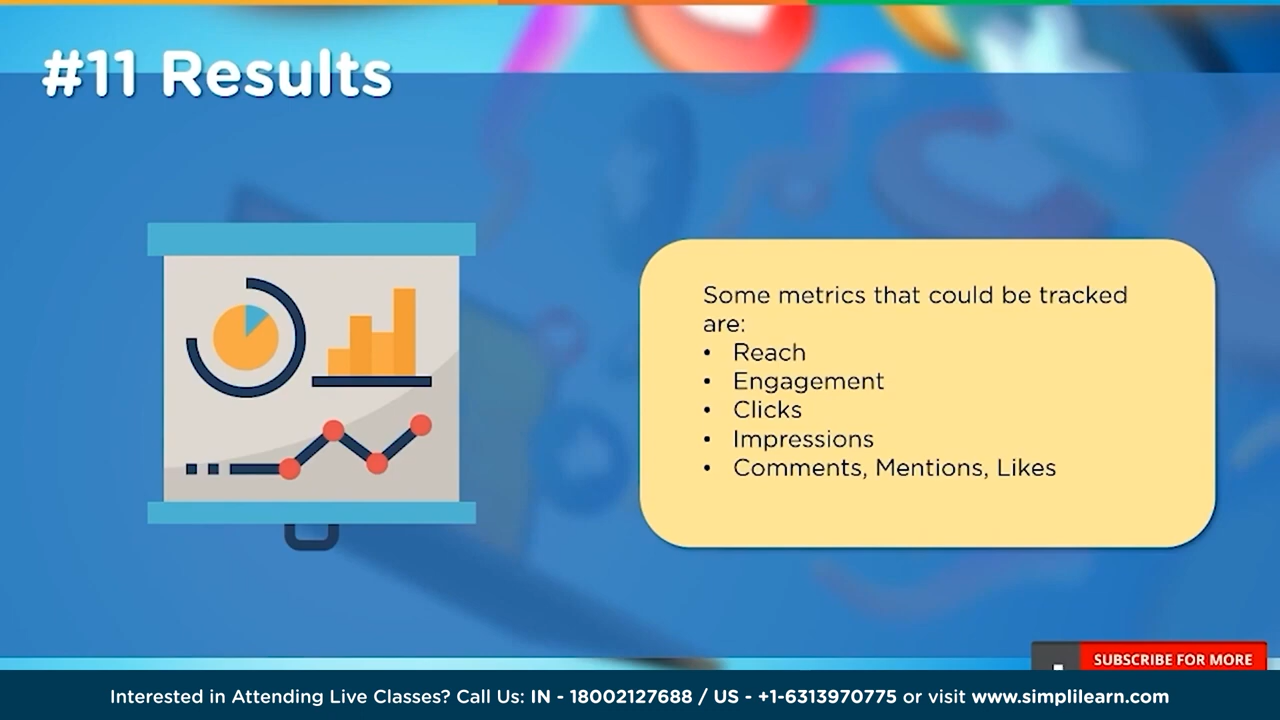 #11 Results
Some metrics that could be tracked
are:
• Reach
• Engagement
• Clicks
• Impressions
• Comments, Mentions, Likes
SUBSCRIBE FOR MORE
Interested in Attending Live Classes? Call Us: IN - 18002127688 / US - +1-6313970775 or visit www.simplilearn.com